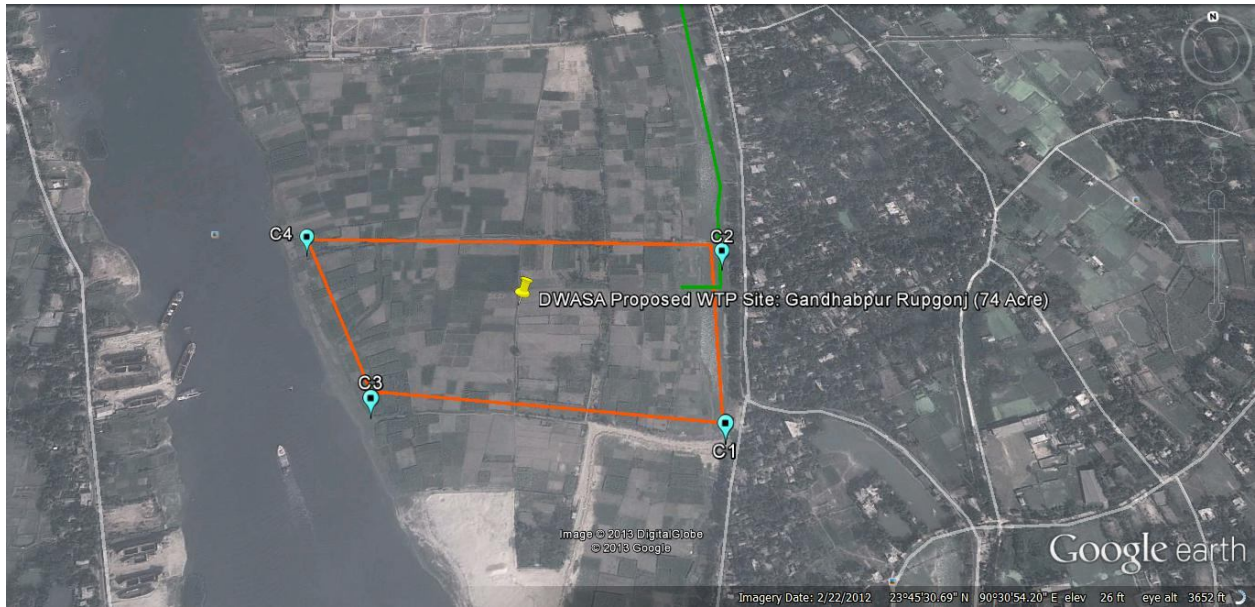 N
C4
C2
DWASA Proposed WTP Site: Gandhabpur Rupgonj (74 Acre)
C3
C1
Image © 2013 DigitalGlobe
© 2013 Google
Google earth
Imagery Date: 2/22/2012 23°45'30.69" N 90°30'54.20" E elev 26 ft eye alt 3652 ft